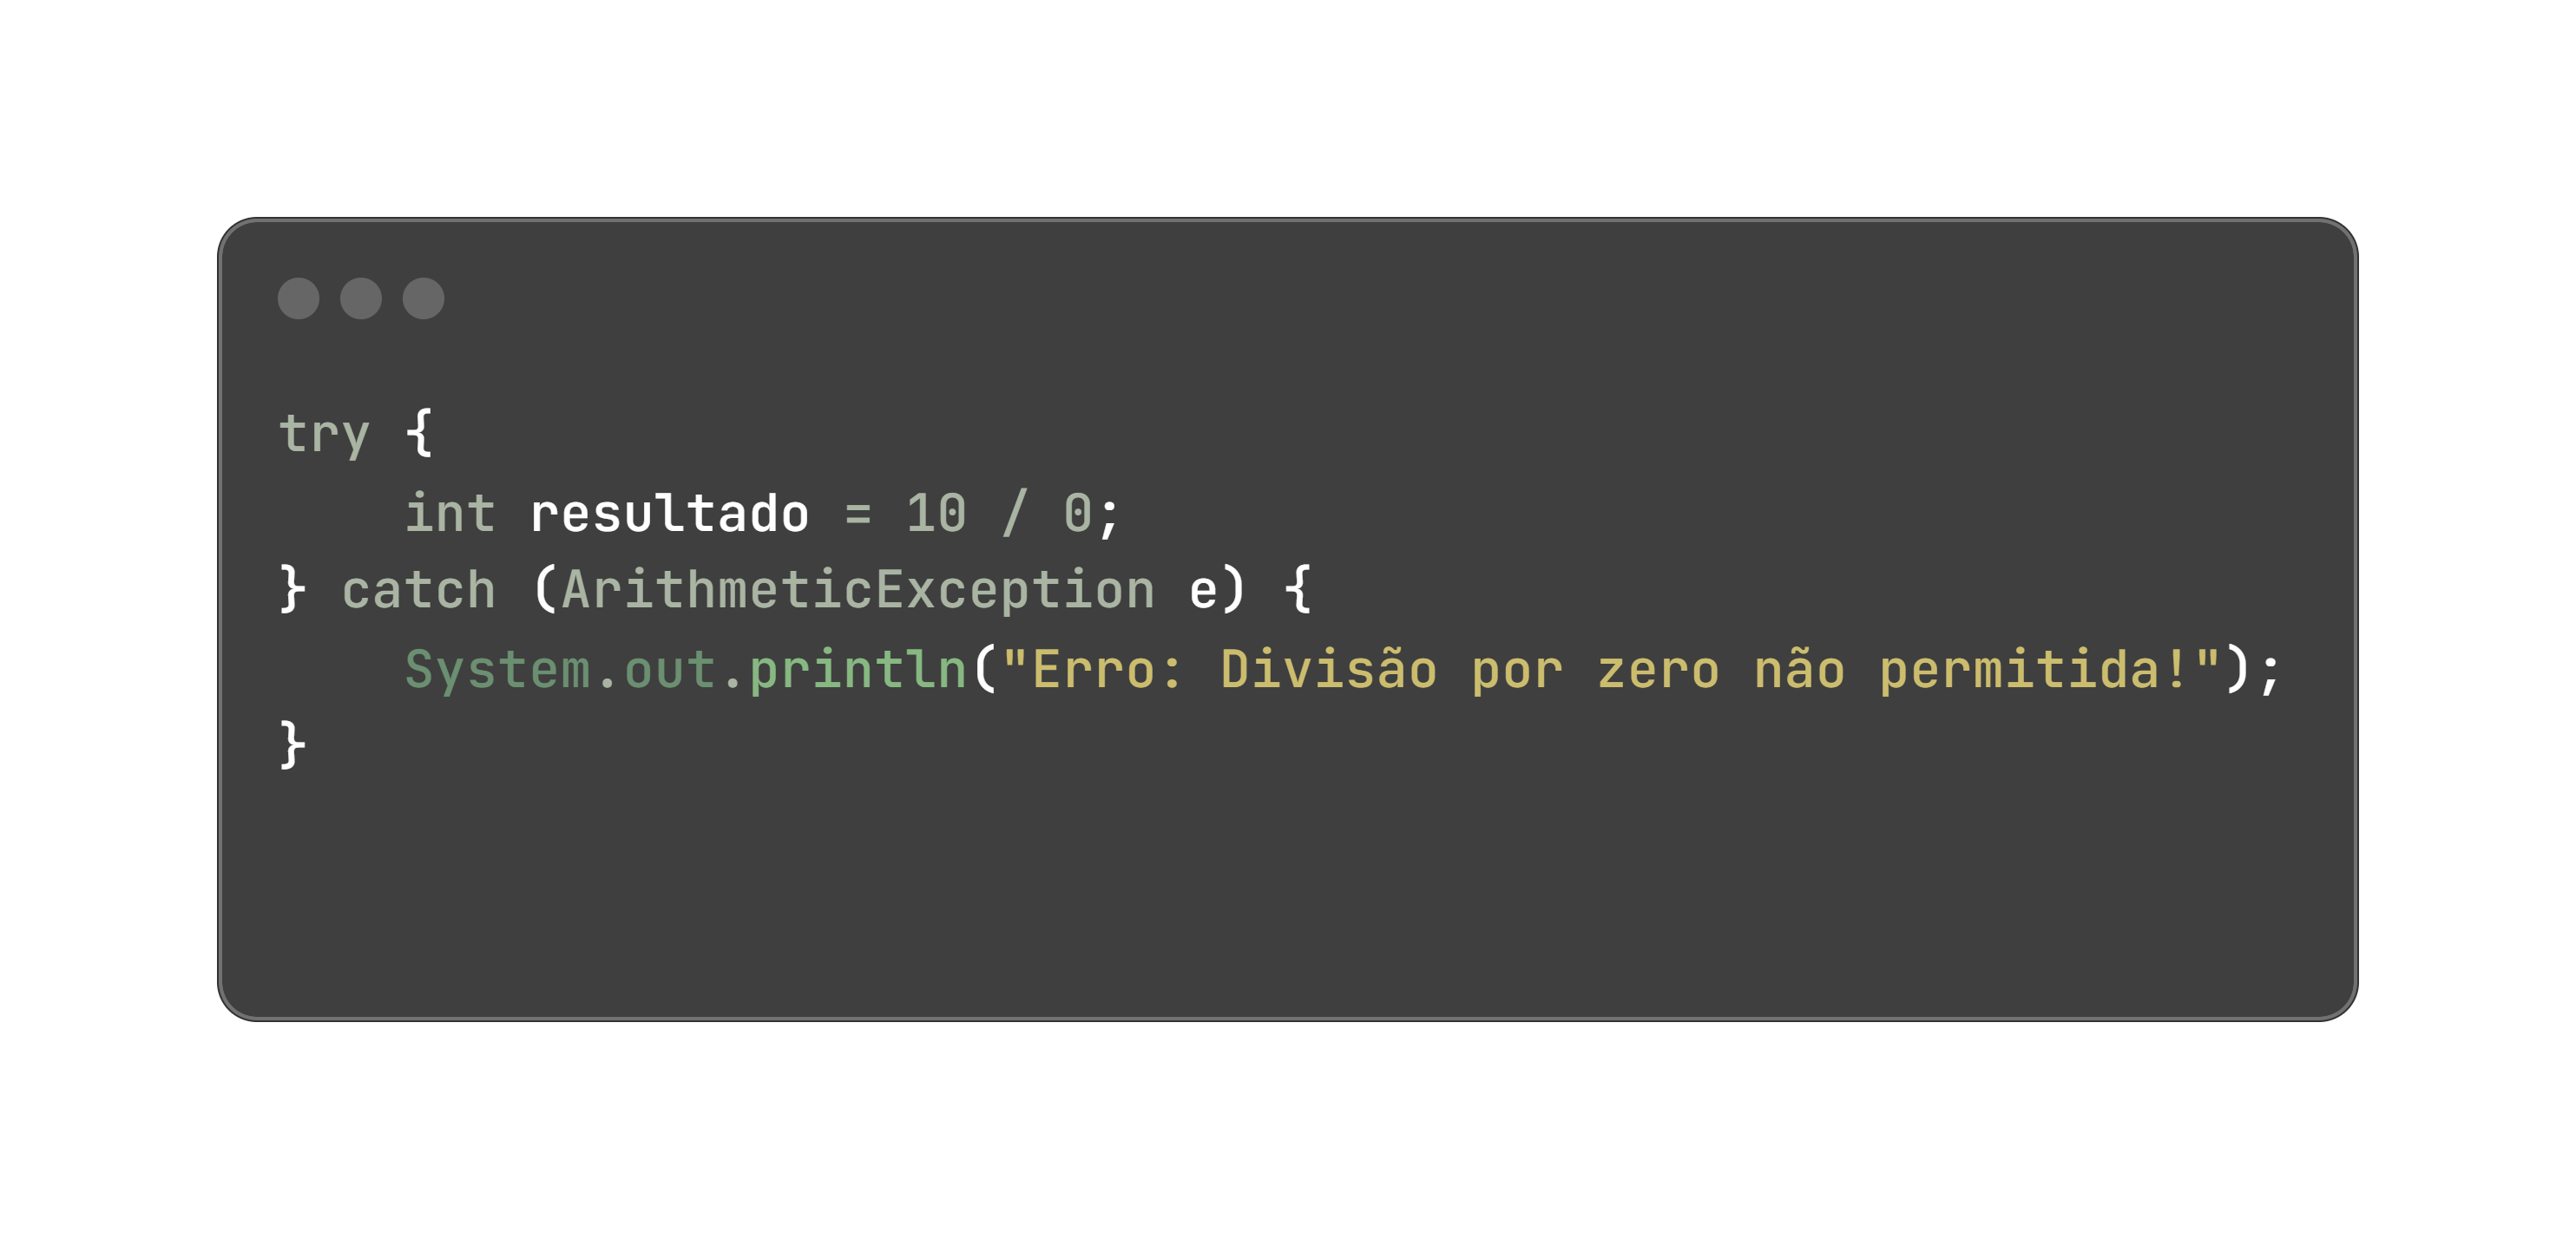 try {
    int resultado = 10 / 0;
} catch (ArithmeticException e) {
    System.out.println("Erro: Divisão por zero não permitida!");
}